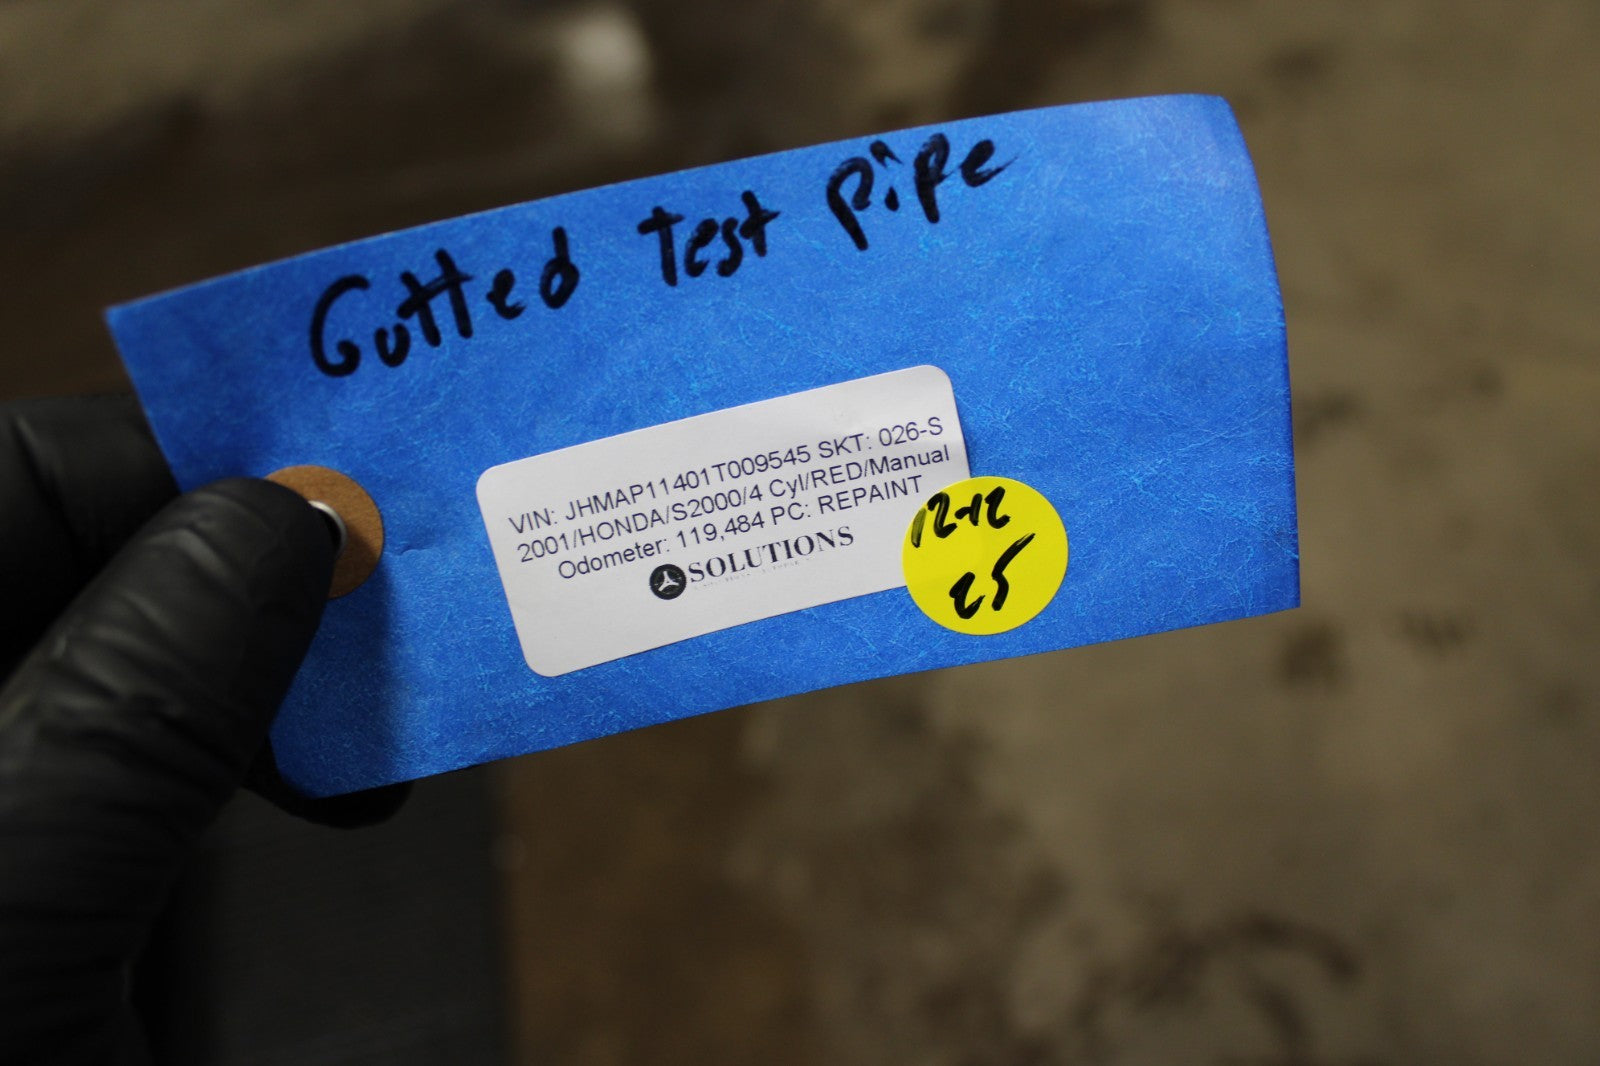 Gutted Test Pipe
VIN: JHMAP11401T009545 SKT: 026-S
2001/HONDA/S2000/4 Cyl/RED/Manual
Odometer: 119,484 PC: REPAINT
SOLUTIONS
12-12
25